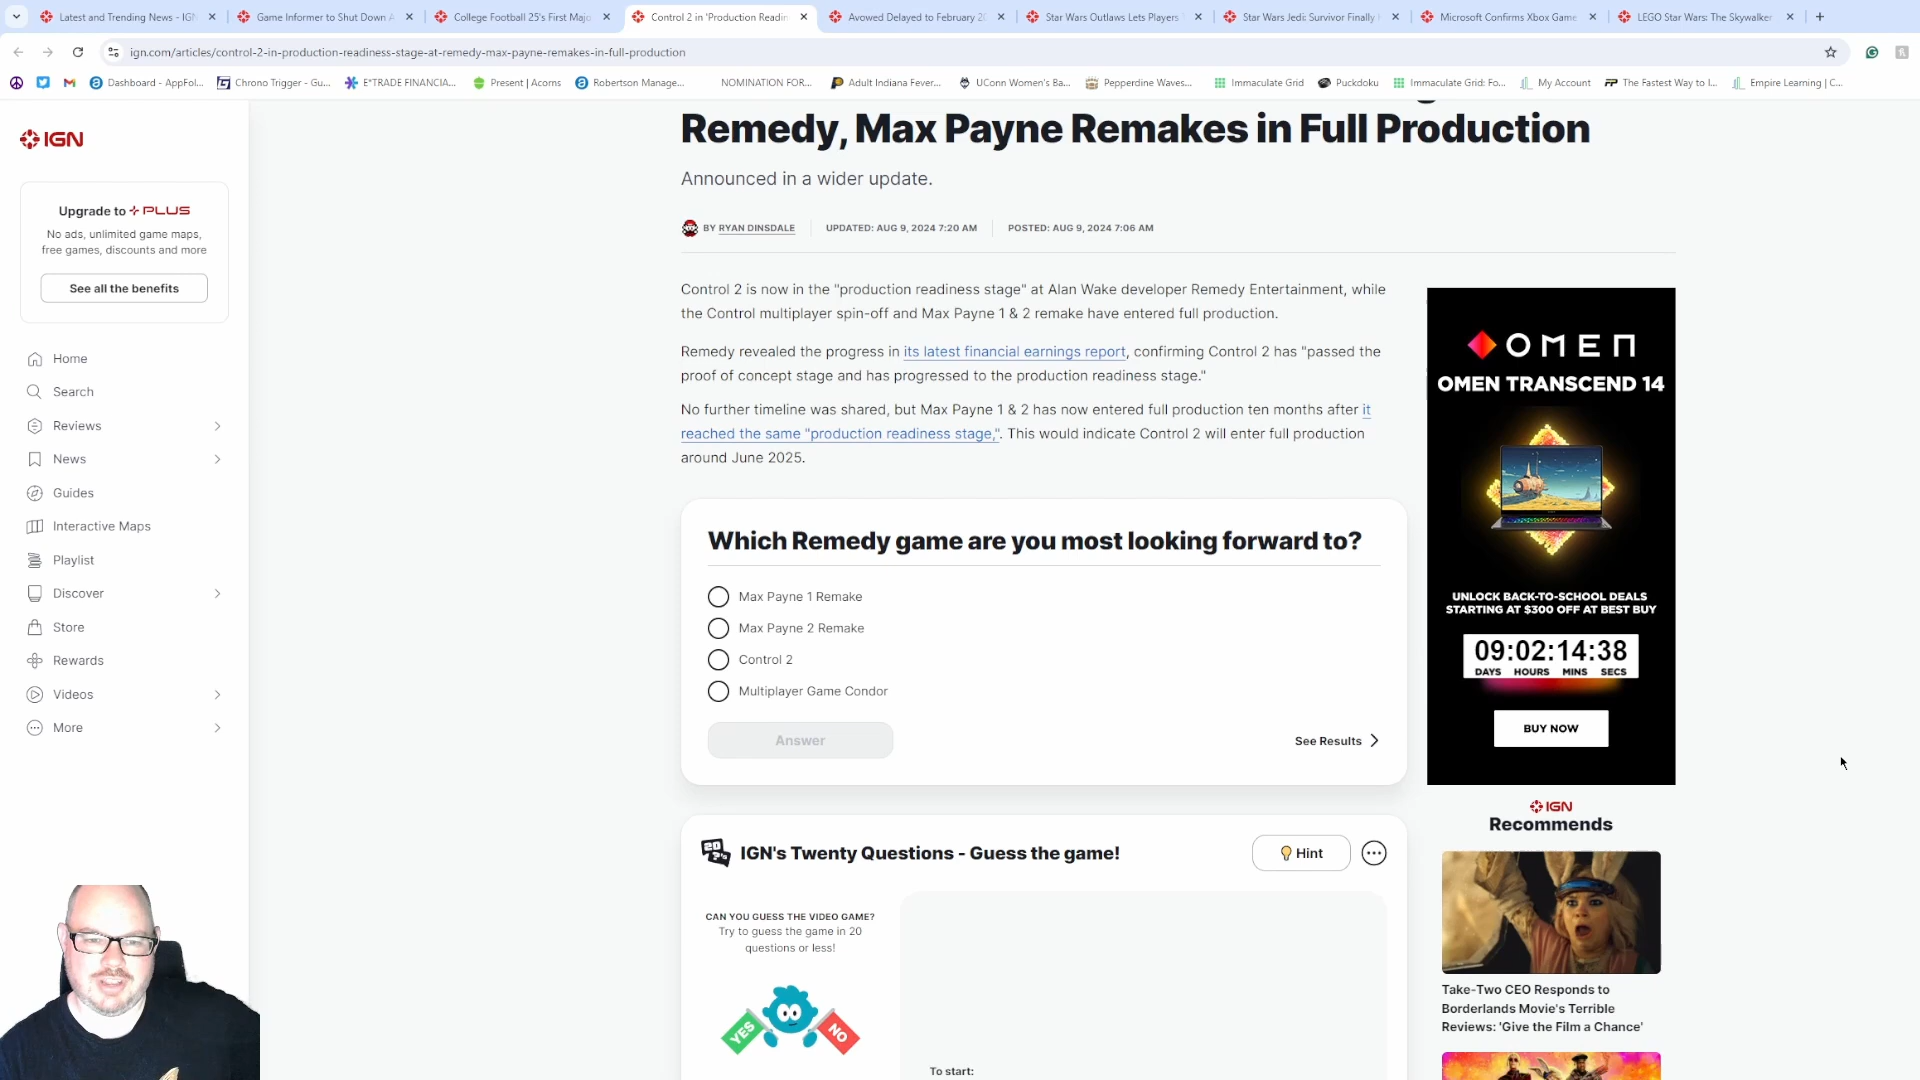 Latest and Trending News - IGN
Game Informer to Shut Down A
College Football 25's First Majo
Control 2 in 'Production Readin
Avowed Delayed to February 20
Star Wars Outlaws Lets Players
Star Wars Jedi: Survivor Finally
Microsoft Confirms Xbox Game
LEGO Star Wars: The Skywalker
ign.com/articles/control-2-in-production-readiness-stage-at-remedy-max-payne-remakes-in-full-production
Dashboard - AppFol...
Chrono Trigger - Gu...
E*TRADE FINANCIA...
Present | Acorns
Robertson Manage...
NOMINATION FOR...
Adult Indiana Fever...
UConn Women's Ba...
Pepperdine Waves...
Immaculate Grid
Puckdoku
Immaculate Grid: Fo...
My Account
The Fastest Way to l...
Empire Learning | C...
IGN
Upgrade to PLUS
No ads, unlimited game maps,
free games, discounts and more
See all the benefits
Home
Search
Reviews
News
Guides
Interactive Maps
Playlist
Discover
Store
Rewards
Videos
More
Remedy, Max Payne Remakes in Full Production
Announced in a wider update.
BY RYAN DINSDALE
UPDATED: AUG 9, 2024 7:20 AM
POSTED: AUG 9, 2024 7:06 AM
Control 2 is now in the "production readiness stage" at Alan Wake developer Remedy Entertainment, while
the Control multiplayer spin-off and Max Payne 1 & 2 remake have entered full production.
Remedy revealed the progress in its latest financial earnings report, confirming Control 2 has "passed the
proof of concept stage and has progressed to the production readiness stage."
No further timeline was shared, but Max Payne 1 & 2 has now entered full production ten months after it
reached the same "production readiness stage,". This would indicate Control 2 will enter full production
around June 2025.
Which Remedy game are you most looking forward to?
Max Payne 1 Remake
Max Payne 2 Remake
Control 2
Multiplayer Game Condor
Answer
See Results
IGN's Twenty Questions - Guess the game!
Hint
CAN YOU GUESS THE VIDEO GAME?
Try to guess the game in 20
questions or less!
YES
NO
To start:
OMEN
OMEN TRANSCEND 14
UNLOCK BACK-TO-SCHOOL DEALS
STARTING AT $300 OFF AT BEST BUY
09:02:14:38
DAYS HOURS MINS SECS
BUY NOW
IGN
Recommends
Take-Two CEO Responds to
Borderlands Movie's Terrible
Reviews: 'Give the Film a Chance'